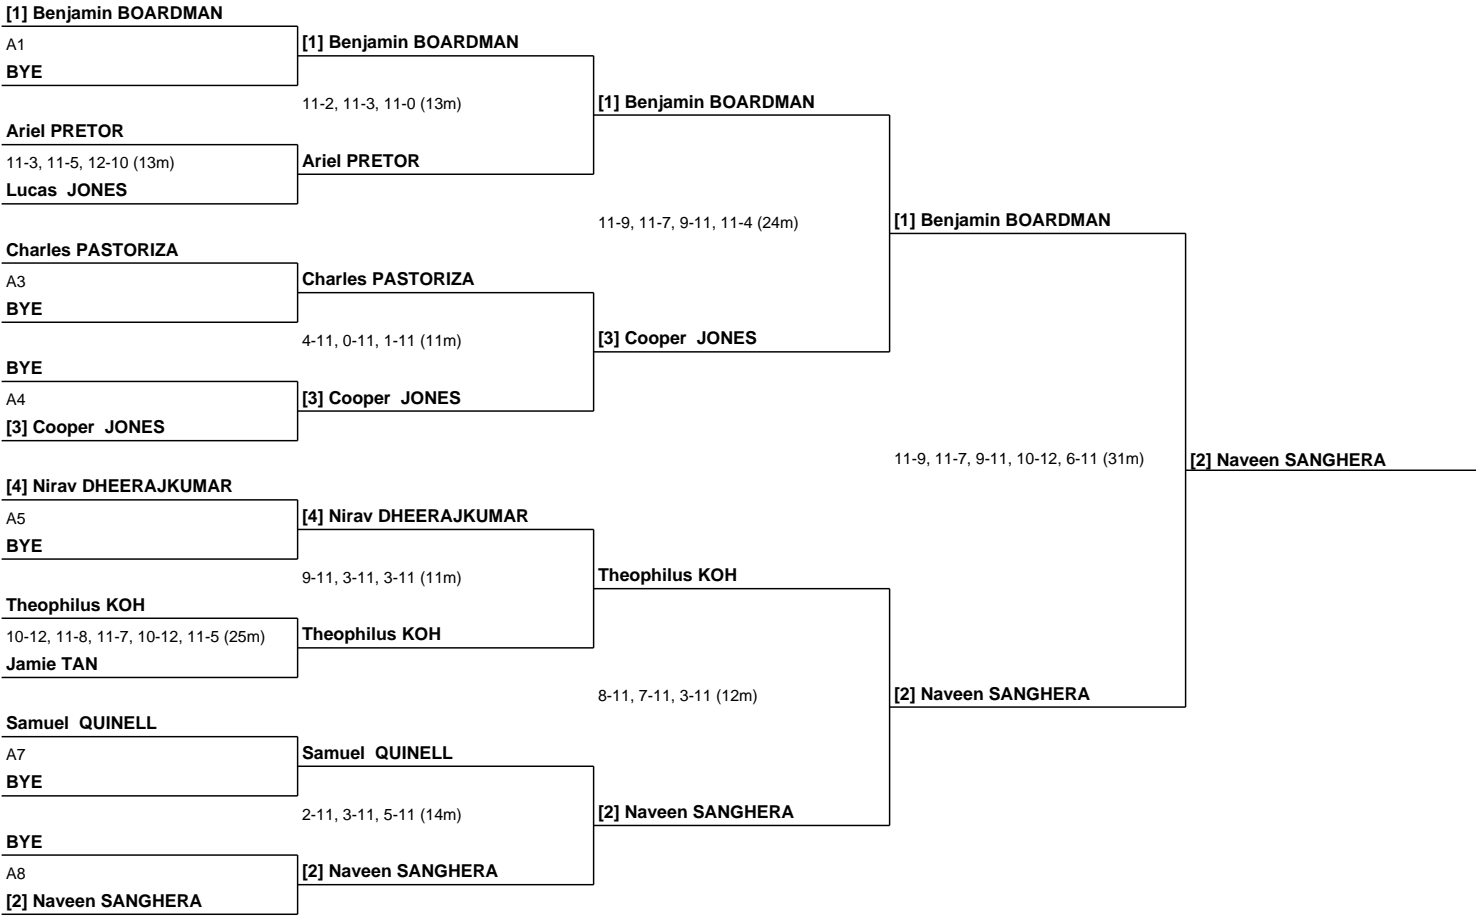 [1] Benjamin BOARDMAN
A1
BYE
Ariel PRETOR
11-3, 11-5, 12-10 (13m)
Lucas  JONES
Charles PASTORIZA
A3
BYE
BYE
A4
[3] Cooper  JONES
[4] Nirav DHEERAJKUMAR
A5
BYE
Theophilus KOH
10-12, 11-8, 11-7, 10-12, 11-5 (25m)
Jamie TAN
Samuel  QUINELL
A7
BYE
BYE
A8
[2] Naveen SANGHERA
[1] Benjamin BOARDMAN
11-2, 11-3, 11-0 (13m)
Ariel PRETOR
Charles PASTORIZA
4-11, 0-11, 1-11 (11m)
[3] Cooper  JONES
[4] Nirav DHEERAJKUMAR
9-11, 3-11, 3-11 (11m)
Theophilus KOH
Samuel  QUINELL
2-11, 3-11, 5-11 (14m)
[2] Naveen SANGHERA
[1] Benjamin BOARDMAN
11-9, 11-7, 9-11, 11-4 (24m)
[3] Cooper  JONES
Theophilus KOH
8-11, 7-11, 3-11 (12m)
[2] Naveen SANGHERA
[1] Benjamin BOARDMAN
11-9, 11-7, 9-11, 10-12, 6-11 (31m)
[2] Naveen SANGHERA
[2] Naveen SANGHERA